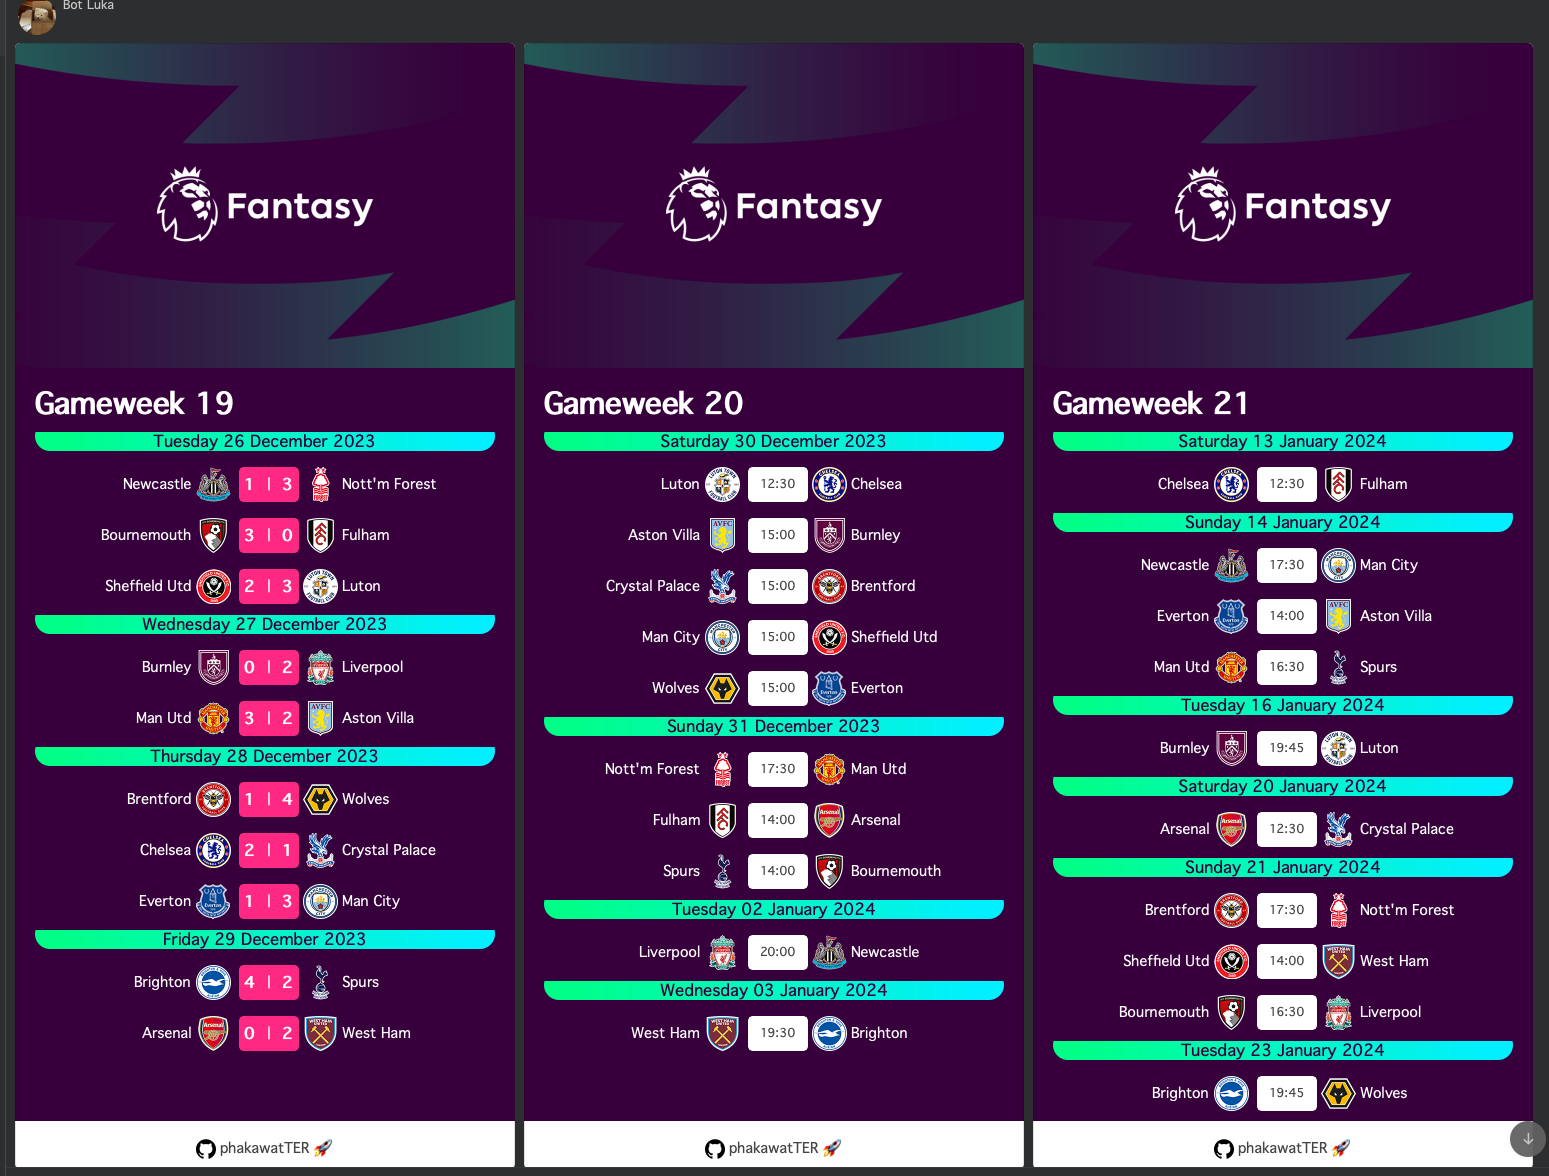 Bot Luka
Fantasy
Gameweek 19
Tuesday 26 December 2023
Newcastle 1 | 3 Nott'm Forest
Bournemouth 3 | 0 Fulham
Sheffield Utd 2 | 3 Luton
Wednesday 27 December 2023
Burnley 0 | 2 Liverpool
Man Utd 3 | 2 Aston Villa
Thursday 28 December 2023
Brentford 1 | 4 Wolves
Chelsea 2 | 1 Crystal Palace
Everton 1 | 3 Man City
Friday 29 December 2023
Brighton 4 | 2 Spurs
Arsenal 0 | 2 West Ham
phakawatTER 🚀
Fantasy
Gameweek 20
Saturday 30 December 2023
Luton 12:30 Chelsea
Aston Villa 15:00 Burnley
Crystal Palace 15:00 Brentford
Man City 15:00 Sheffield Utd
Wolves 15:00 Everton
Sunday 31 December 2023
Nott'm Forest 17:30 Man Utd
Fulham 14:00 Arsenal
Spurs 14:00 Bournemouth
Tuesday 02 January 2024
Liverpool 20:00 Newcastle
Wednesday 03 January 2024
West Ham 19:30 Brighton
phakawatTER 🚀
Fantasy
Gameweek 21
Saturday 13 January 2024
Chelsea 12:30 Fulham
Sunday 14 January 2024
Newcastle 17:30 Man City
Everton 14:00 Aston Villa
Man Utd 16:30 Spurs
Tuesday 16 January 2024
Burnley 19:45 Luton
Saturday 20 January 2024
Arsenal 12:30 Crystal Palace
Sunday 21 January 2024
Brentford 17:30 Nott'm Forest
Sheffield Utd 14:00 West Ham
Bournemouth 16:30 Liverpool
Tuesday 23 January 2024
Brighton 19:45 Wolves
phakawatTER 🚀